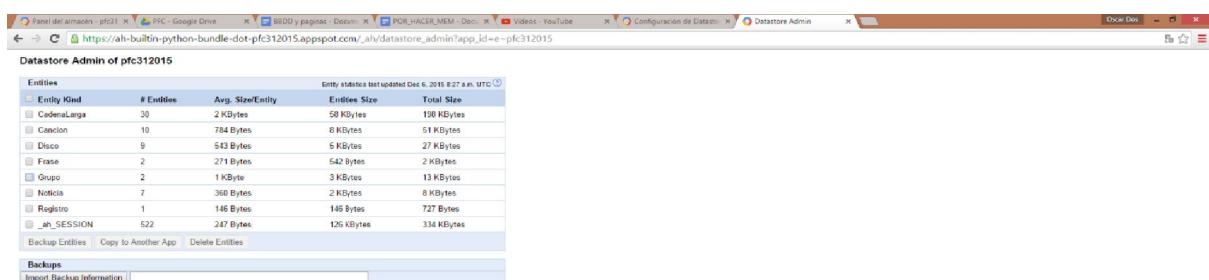 Panel del almacén - pfc31 PFC - Google Drive BBDD y paginas - Docum POR_HACER_MEM - Docu Videos - YouTube Configuración de Datasto Datastore Admin Oscar Dos
https://ah-builtin-python-bundle-dot-pfc312015.appspot.com/_ah/datastore_admin?app_id=e~pfc312015
Datastore Admin of pfc312015
Entities Entity statistics last updated Dec 6, 2015 8:27 a.m. UTC ?
Entity Kind # Entities Avg. Size/Entity Entities Size Total Size
CadenaLarga 30 2 KBytes 58 KBytes 198 KBytes
Cancion 10 784 Bytes 8 KBytes 51 KBytes
Disco 9 543 Bytes 5 KBytes 27 KBytes
Frase 2 271 Bytes 542 Bytes 2 KBytes
Grupo 2 1 KByte 3 KBytes 13 KBytes
Noticia 7 360 Bytes 2 KBytes 8 KBytes
Registro 1 146 Bytes 146 Bytes 727 Bytes
_ah_SESSION 522 247 Bytes 126 KBytes 334 KBytes
Backup Entities Copy to Another App Delete Entities
Backups
Import Backup Information